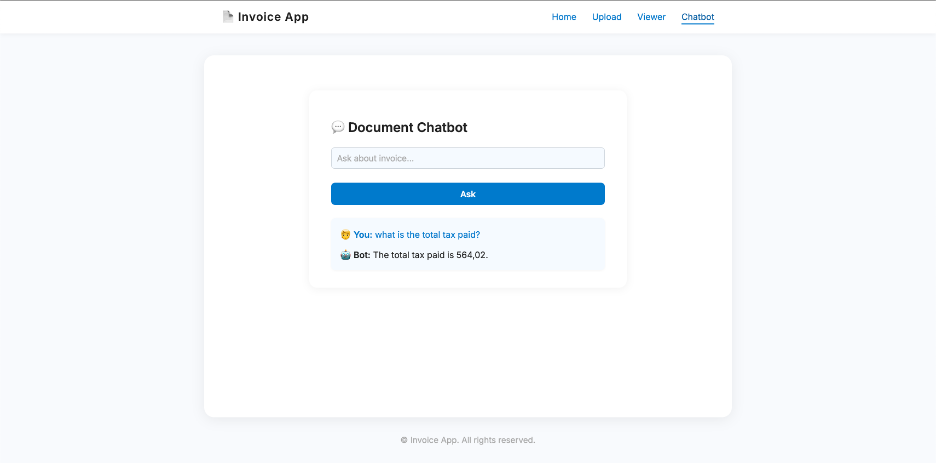 Invoice App
Home Upload Viewer Chatbot
Document Chatbot
Ask about invoice...
Ask
You: what is the total tax paid?
Bot: The total tax paid is 564,02.
© Invoice App. All rights reserved.